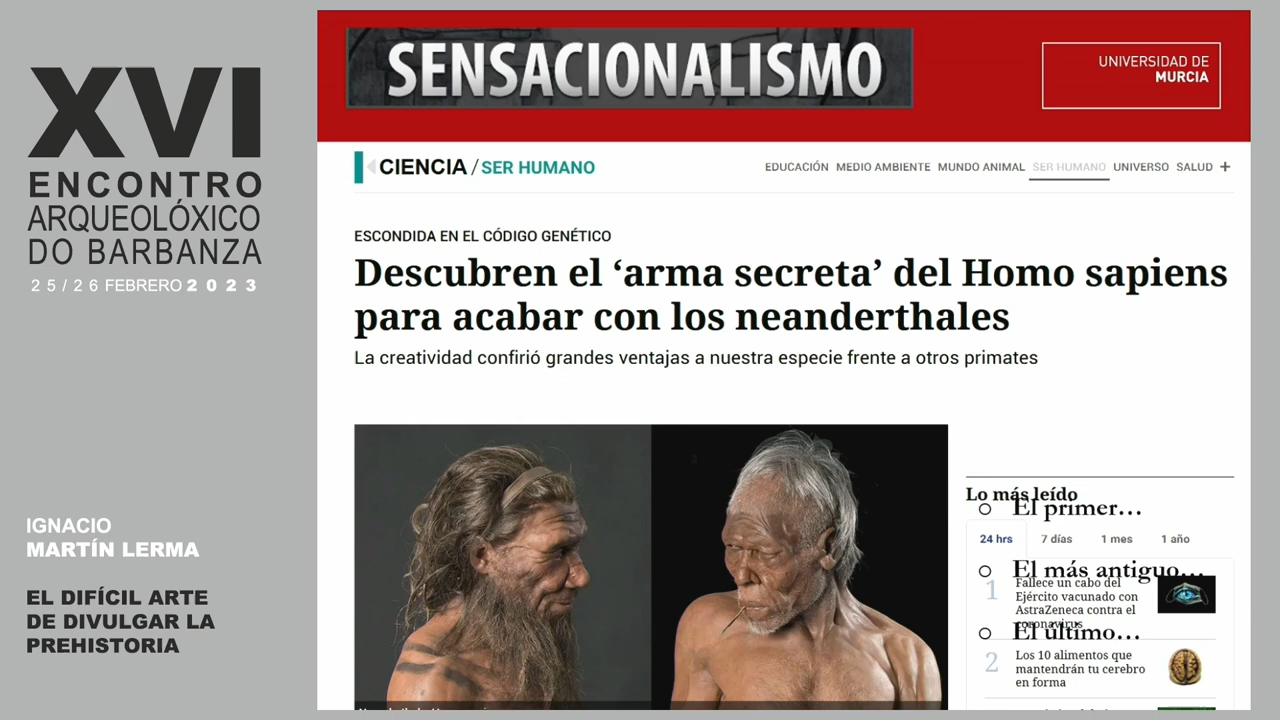 XVI
ENCONTRO
ARQUEOLÓXICO
DO BARBANZA
25/26 FEBRERO 2023
IGNACIO
MARTÍN LERMA
EL DIFÍCIL ARTE
DE DIVULGAR LA
PREHISTORIA
SENSACIONALISMO
UNIVERSIDAD DE
MURCIA
CIENCIA / SER HUMANO
EDUCACIÓN MEDIO AMBIENTE MUNDO ANIMAL SER HUMANO UNIVERSO SALUD +
ESCONDIDA EN EL CÓDIGO GENÉTICO
Descubren el ‘arma secreta’ del Homo sapiens
para acabar con los neanderthales
La creatividad confirió grandes ventajas a nuestra especie frente a otros primates
Lo más leído
El primer...
24 hrs 7 días 1 mes 1 año
El más antiguo...
1
Fallece un cabo del
Ejército vacunado con
AstraZeneca contra el
coronavirus
El último...
2
Los 10 alimentos que
mantendrán tu cerebro
en forma